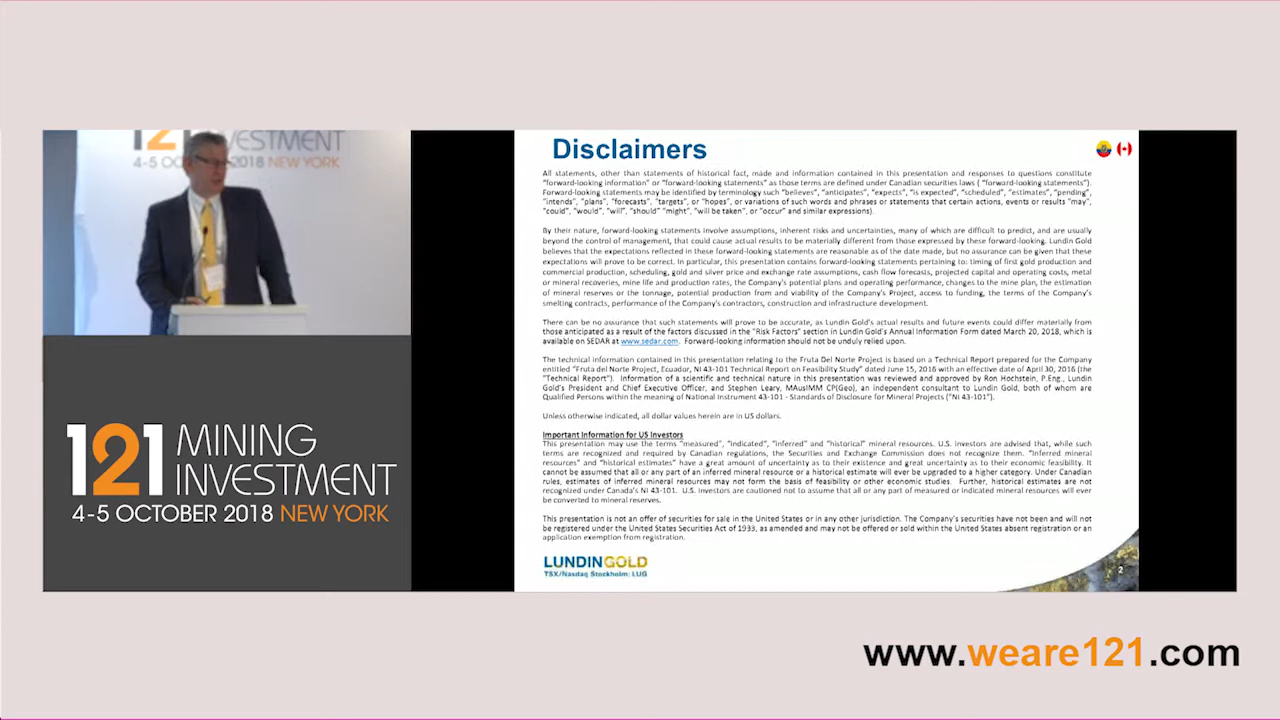 121 INVESTMENT
4-5 OCTOBER 2018 NEW YORK
121 MINING
INVESTMENT
4-5 OCTOBER 2018 NEW YORK
Disclaimers
All statements, other than statements of historical fact, made and information contained in this presentation and responses to questions constitute
"forward-looking information" or "forward-looking statements" as those terms are defined under Canadian securities laws ( "forward-looking statements").
Forward-looking statements may be identified by terminology such "believes", "anticipates", "expects", "is expected", "scheduled", "estimates", "pending",
"intends", "plans", "forecasts", "targets", or "hopes", or variations of such words and phrases or statements that certain actions, events or results "may",
"could", "would", "will", "should" "might", "will be taken", or "occur" and similar expressions).
By their nature, forward-looking statements involve assumptions, inherent risks and uncertainties, many of which are difficult to predict, and are usually
beyond the control of management, that could cause actual results to be materially different from those expressed by these forward-looking. Lundin Gold
believes that the expectations reflected in these forward-looking statements are reasonable as of the date made, but no assurance can be given that these
expectations will prove to be correct. In particular, this presentation contains forward-looking statements pertaining to: timing of first gold production and
commercial production, scheduling, gold and silver price and exchange rate assumptions, cash flow forecasts, projected capital and operating costs, metal
or mineral recoveries, mine life and production rates, the Company's potential plans and operating performance, changes to the mine plan, the estimation
of mineral reserves or the tonnage, potential production from and viability of the Company's Project, access to funding, the terms of the Company's
smelting contracts, performance of the Company's contractors, construction and infrastructure development.
There can be no assurance that such statements will prove to be accurate, as Lundin Gold's actual results and future events could differ materially from
those anticipated as a result of the factors discussed in the "Risk Factors" section in Lundin Gold's Annual Information Form dated March 20, 2018, which is
available on SEDAR at www.sedar.com. Forward-looking information should not be unduly relied upon.
The technical information contained in this presentation relating to the Fruta Del Norte Project is based on a Technical Report prepared for the Company
entitled "Fruta del Norte Project, Ecuador, NI 43-101 Technical Report on Feasibility Study" dated June 15, 2016 with an effective date of April 30, 2016 (the
"Technical Report"). Information of a scientific and technical nature in this presentation was reviewed and approved by Ron Hochstein, P.Eng., Lundin
Gold's President and Chief Executive Officer, and Stephen Leary, MAusIMM CP(Geo), an independent consultant to Lundin Gold, both of whom are
Qualified Persons within the meaning of National Instrument 43-101 - Standards of Disclosure for Mineral Projects ("NI 43-101").
Unless otherwise indicated, all dollar values herein are in US dollars.
Important Information for US Investors
This presentation may use the terms "measured", "indicated", "inferred" and "historical" mineral resources. U.S. investors are advised that, while such
terms are recognized and required by Canadian regulations, the Securities and Exchange Commission does not recognize them. "Inferred mineral
resources" and "historical estimates" have a great amount of uncertainty as to their existence and great uncertainty as to their economic feasibility. It
cannot be assumed that all or any part of an inferred mineral resource or a historical estimate will ever be upgraded to a higher category. Under Canadian
rules, estimates of inferred mineral resources may not form the basis of feasibility or other economic studies. Further, historical estimates are not
recognized under Canada's NI 43-101. U.S. investors are cautioned not to assume that all or any part of measured or indicated mineral resources will ever
be converted to mineral reserves.
This presentation is not an offer of securities for sale in the United States or in any other jurisdiction. The Company's securities have not been and will not
be registered under the United States Securities Act of 1933, as amended and may not be offered or sold within the United States absent registration or an
application exemption from registration.
LUNDINGOLD
TSX/Nasdaq Stockholm: LUG
2
www.weare121.com